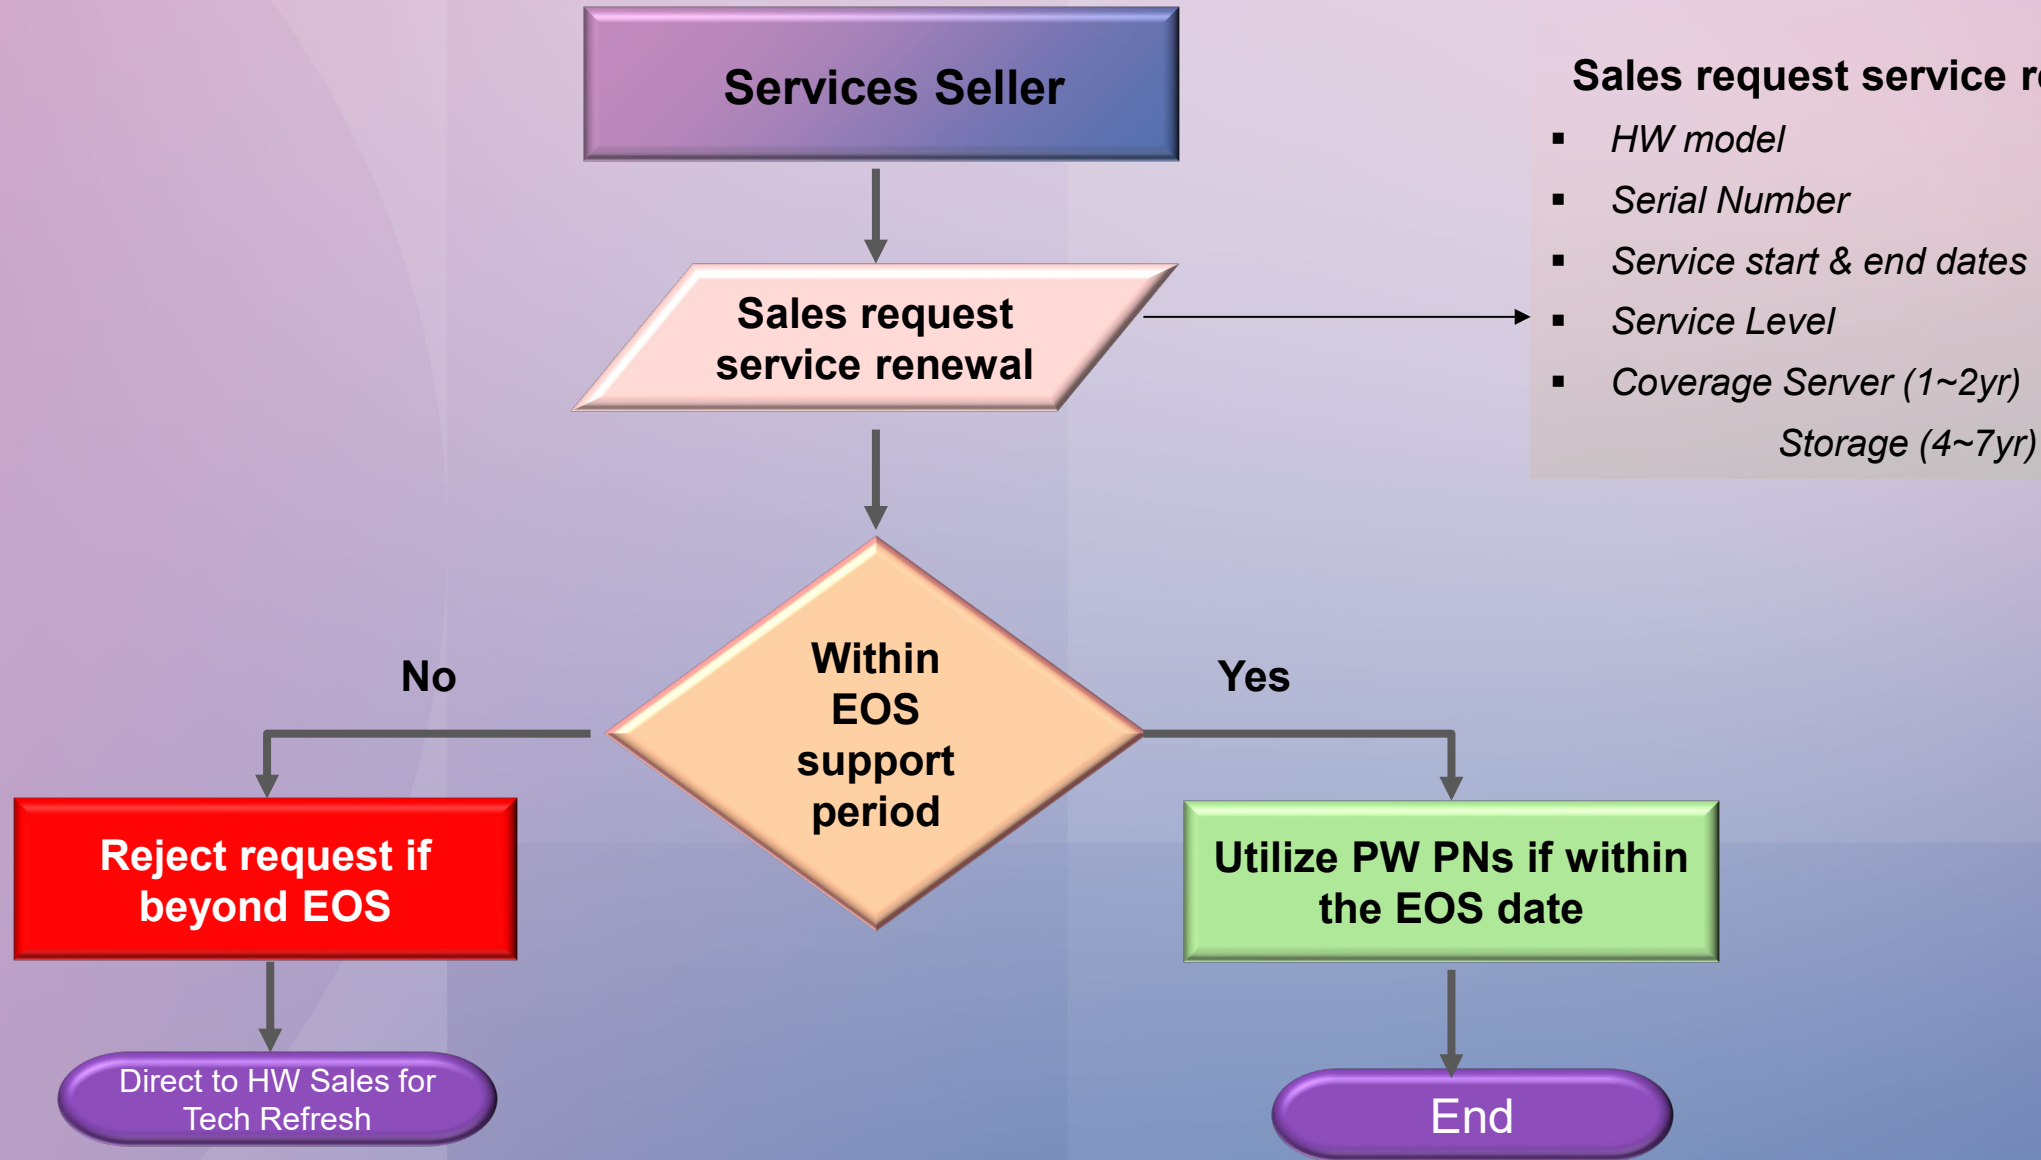 Services Seller
Sales request service
▪ HW model
▪ Serial Number
▪ Service start & end dates
▪ Service Level
▪ Coverage Server (1~2yr)
Storage (4~7yr)
Sales request
service renewal
Within
EOS
support
period
No
Yes
Reject request if
beyond EOS
Utilize PW PNs if within
the EOS date
Direct to HW Sales for
Tech Refresh
End